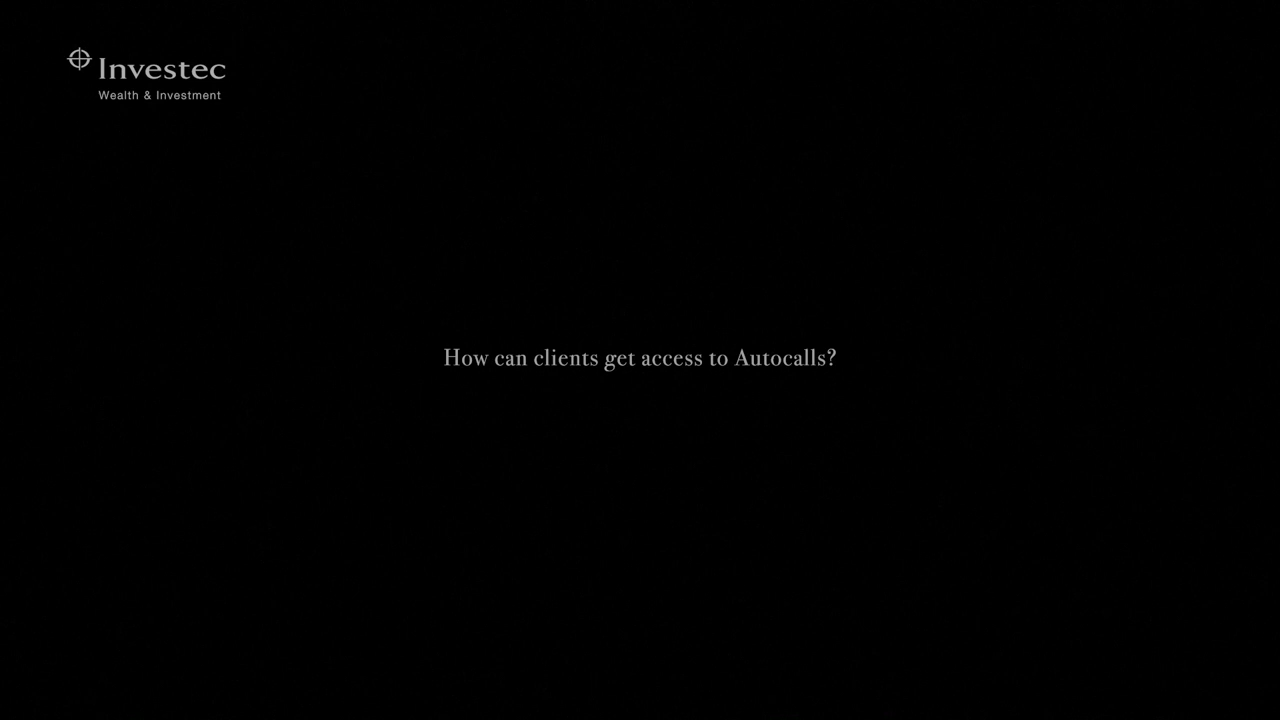 Investec
Wealth & Investment
How can clients get access to Autocalls?